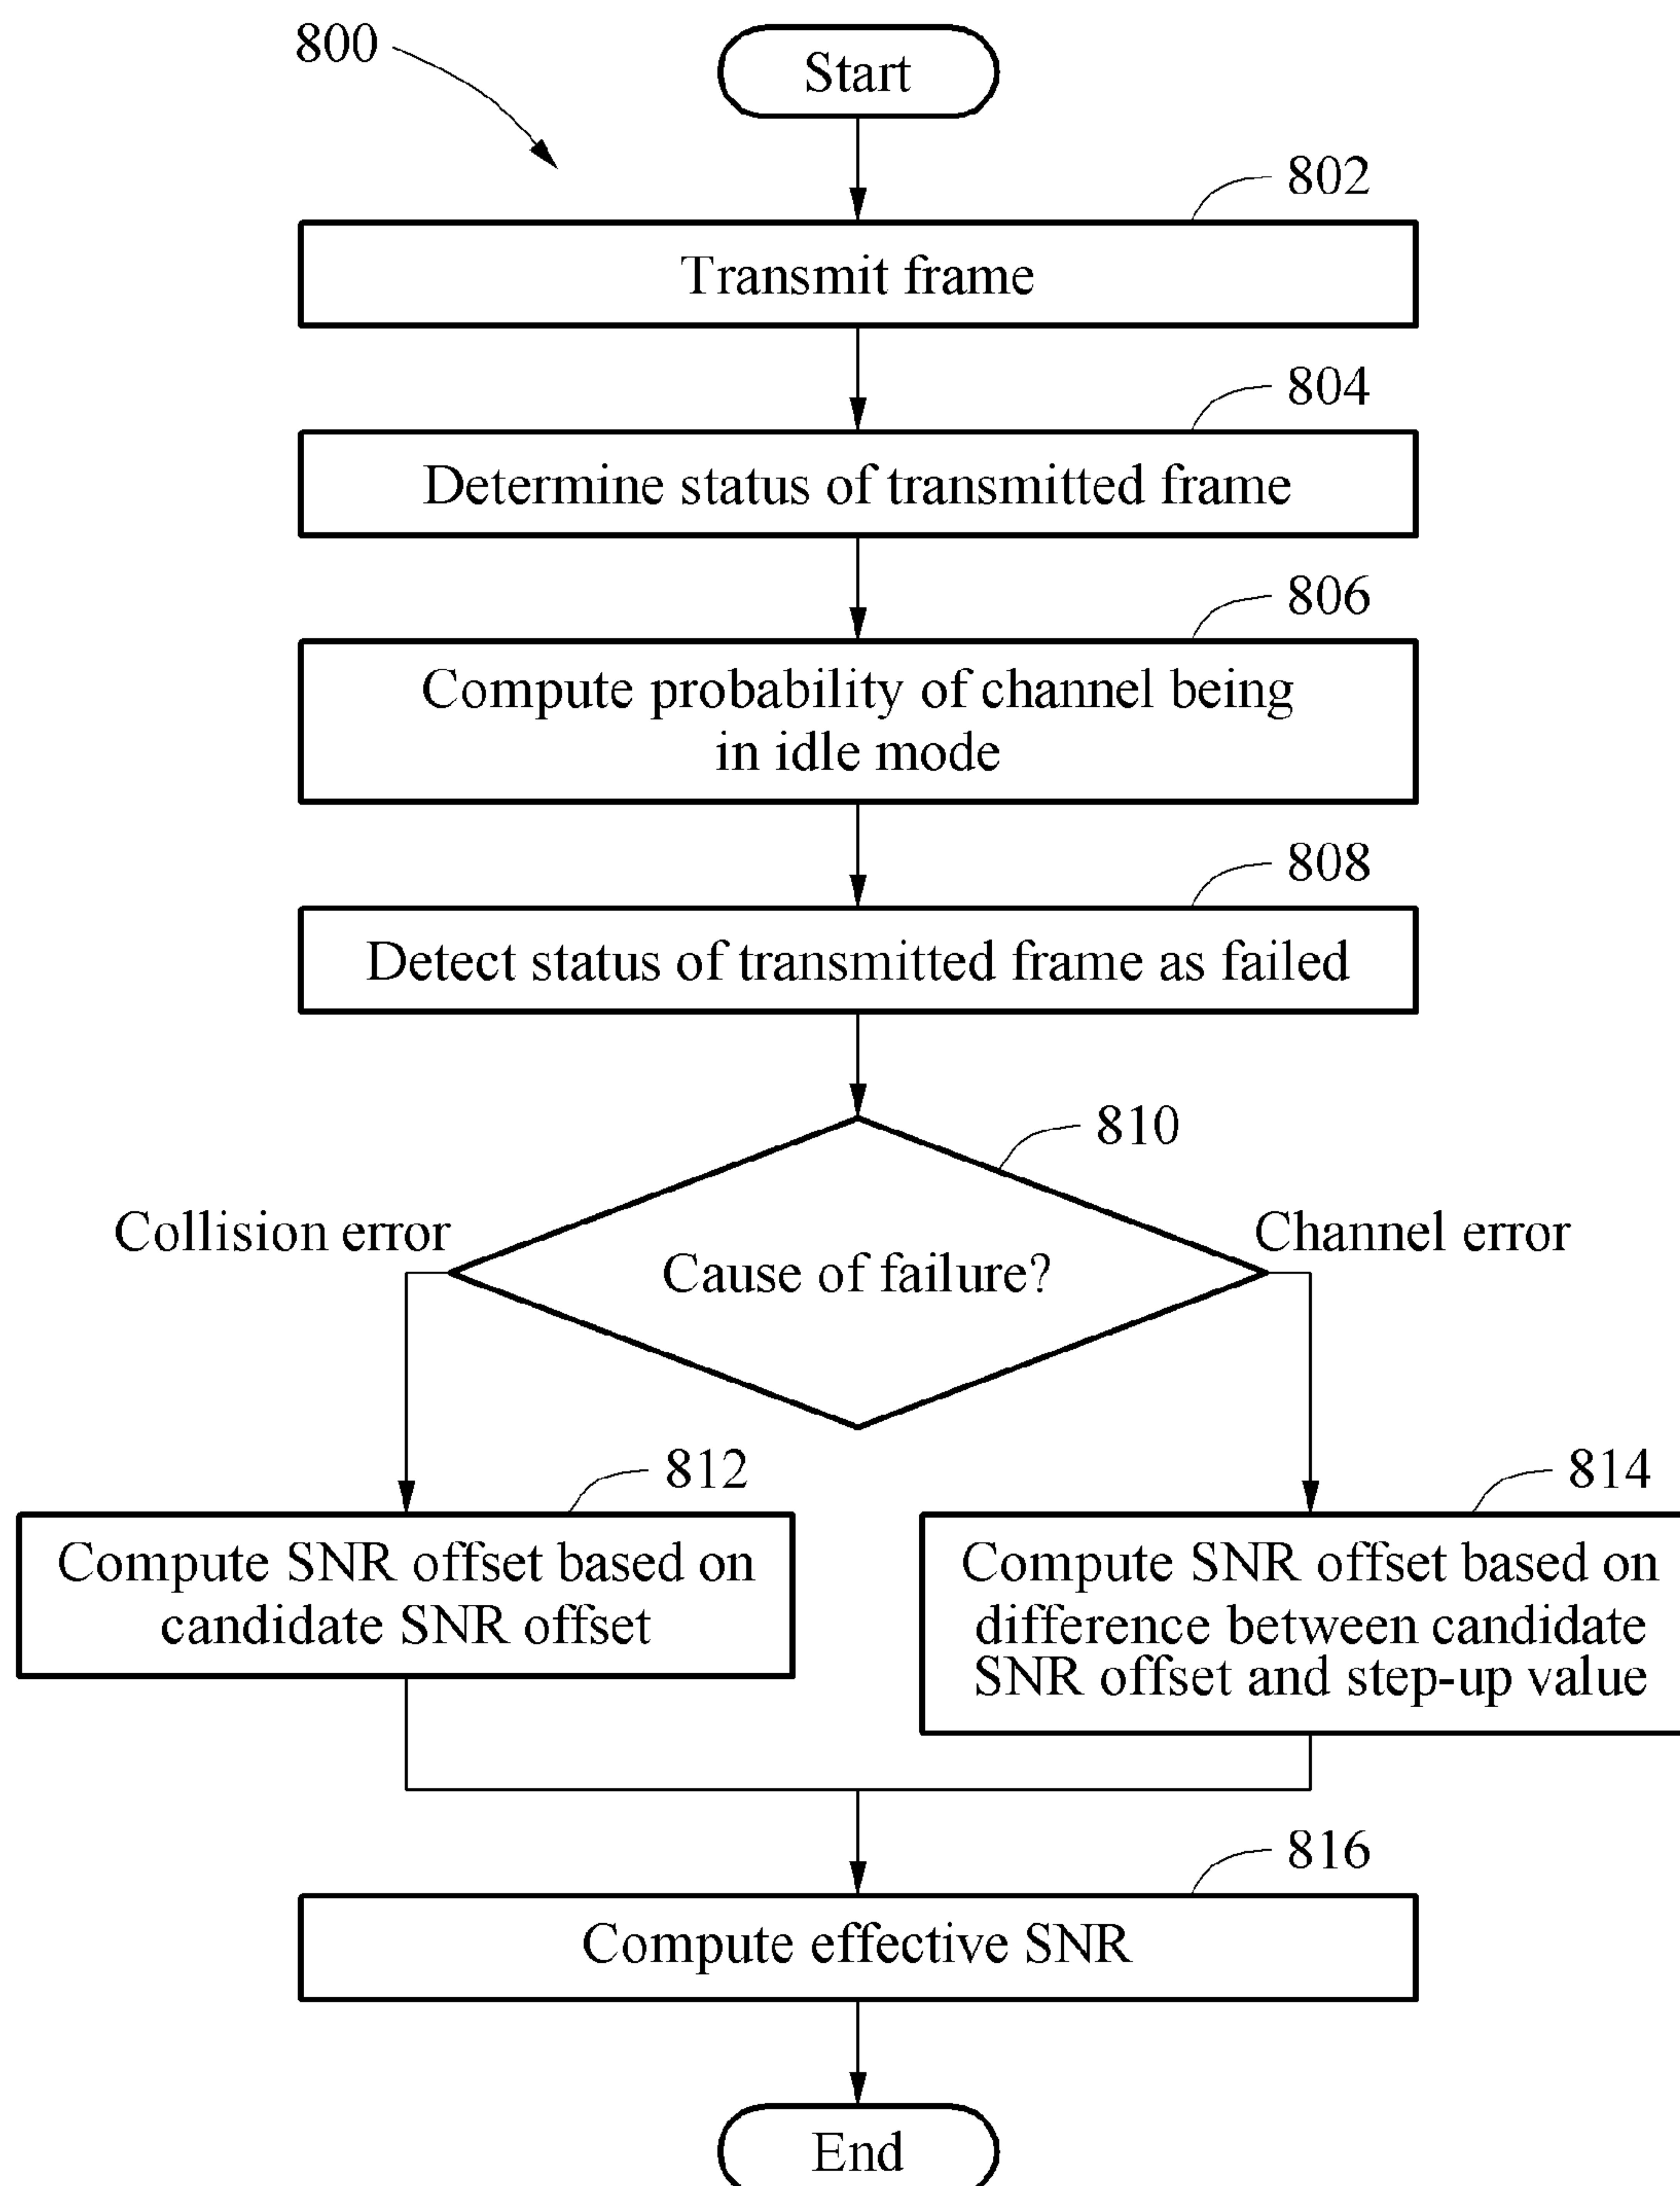 800
Start
802
Transmit frame
804
Determine status of transmitted frame
806
Compute probability of channel being
in idle mode
808
Detect status of transmitted frame as failed
810
Collision error
Channel error
Cause of failure?
812
814
Compute SNR offset based on
candidate SNR offset
Compute SNR offset based on
difference between candidate
SNR offset and step-up value
816
Compute effective SNR
End